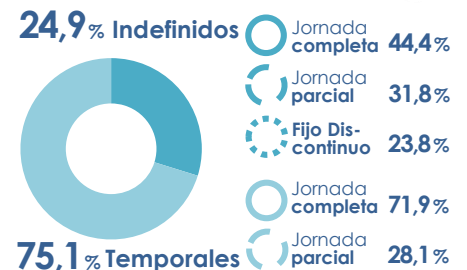 24,9% Indefinidos
Jornada
completa 44,4%
Jornada
parcial 31,8%
Fijo Dis-
continuo 23,8%
Jornada
completa 71,9%
Jornada
parcial 28,1%
75,1% Temporales